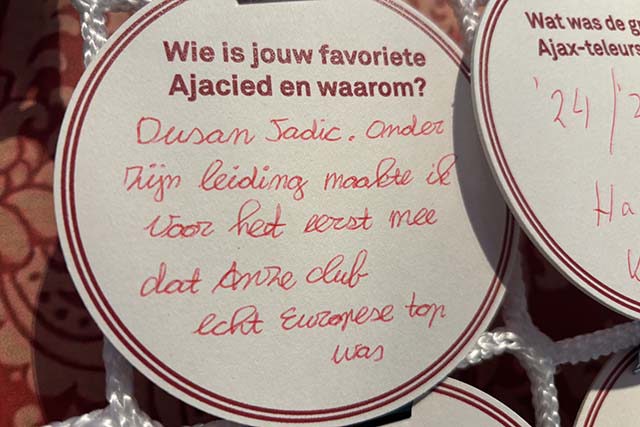 Wie is jouw favoriete
Ajacied en waarom?
Dusan Tadic. Onder
zijn leiding maakte ik
voor het eerst mee
dat onze club
echt Europese top
was
Wat was de g
Ajax-teleurs
'24/'2
Ha